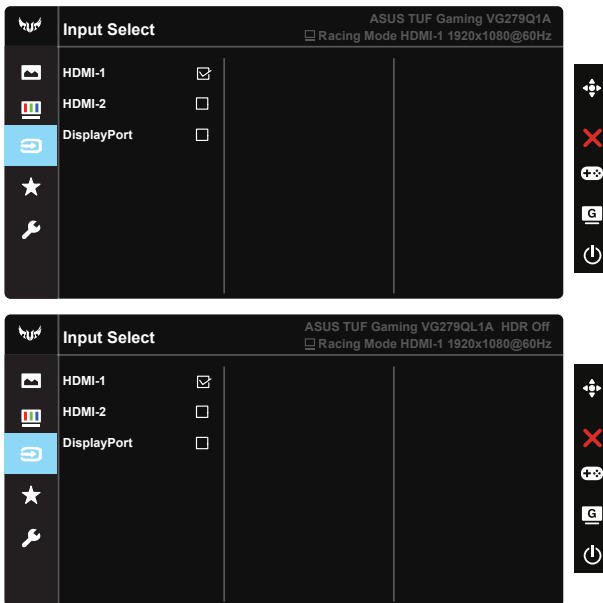 ASUS TUF Gaming VG279Q1A
Input Select
Racing Mode HDMI-1 1920x1080@60Hz
HDMI-1
HDMI-2
DisplayPort
G
ASUS TUF Gaming VG279QL1A HDR Off
Input Select
Racing Mode HDMI-1 1920x1080@60Hz
HDMI-1
HDMI-2
DisplayPort
G